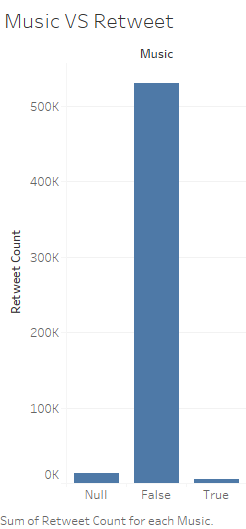 Music VS Retweet
Music
500K
400K
300K
200K
100K
0K
Retweet Count
Null False True
Sum of Retweet Count for each Music.